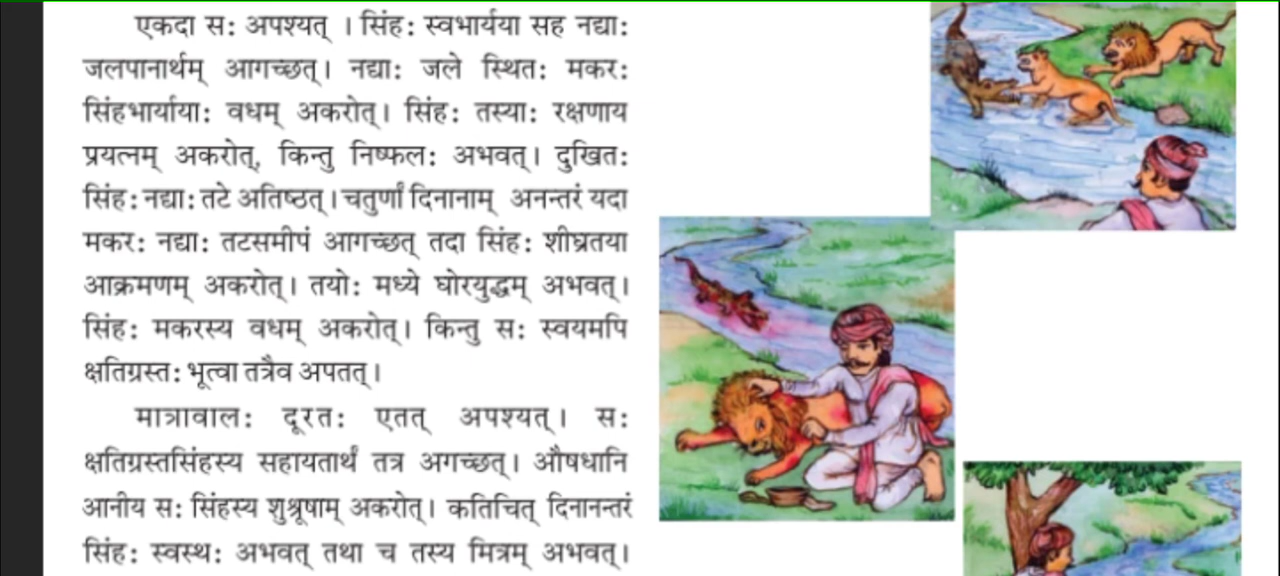 एकदा सः अपश्यत् । सिंहः स्वभार्यया सह नद्याः
जलपानार्थम् आगच्छत्। नद्याः जले स्थितः मकरः
सिंहभार्यायाः वधम् अकरोत्। सिंहः तस्याः रक्षणाय
प्रयत्नम् अकरोत्, किन्तु निष्फलः अभवत्। दुखितः
सिंहः नद्याः तटे अतिष्ठत्। चतुर्णां दिनानाम् अनन्तरं यदा
मकरः नद्याः तटसमीपं आगच्छत् तदा सिंहः शीघ्रतया
आक्रमणम् अकरोत्। तयोः मध्ये घोरयुद्धम् अभवत्।
सिंहः मकरस्य वधम् अकरोत्। किन्तु सः स्वयमपि
क्षतिग्रस्तः भूत्वा तत्रैव अपतत्।
मात्रावालः दूरतः एतत् अपश्यत्। सः
क्षतिग्रस्तसिंहस्य सहायतार्थं तत्र अगच्छत्। औषधानि
आनीय सः सिंहस्य शुश्रूषाम् अकरोत्। कतिचित् दिनानन्तरं
सिंहः स्वस्थः अभवत् तथा च तस्य मित्रम् अभवत्।